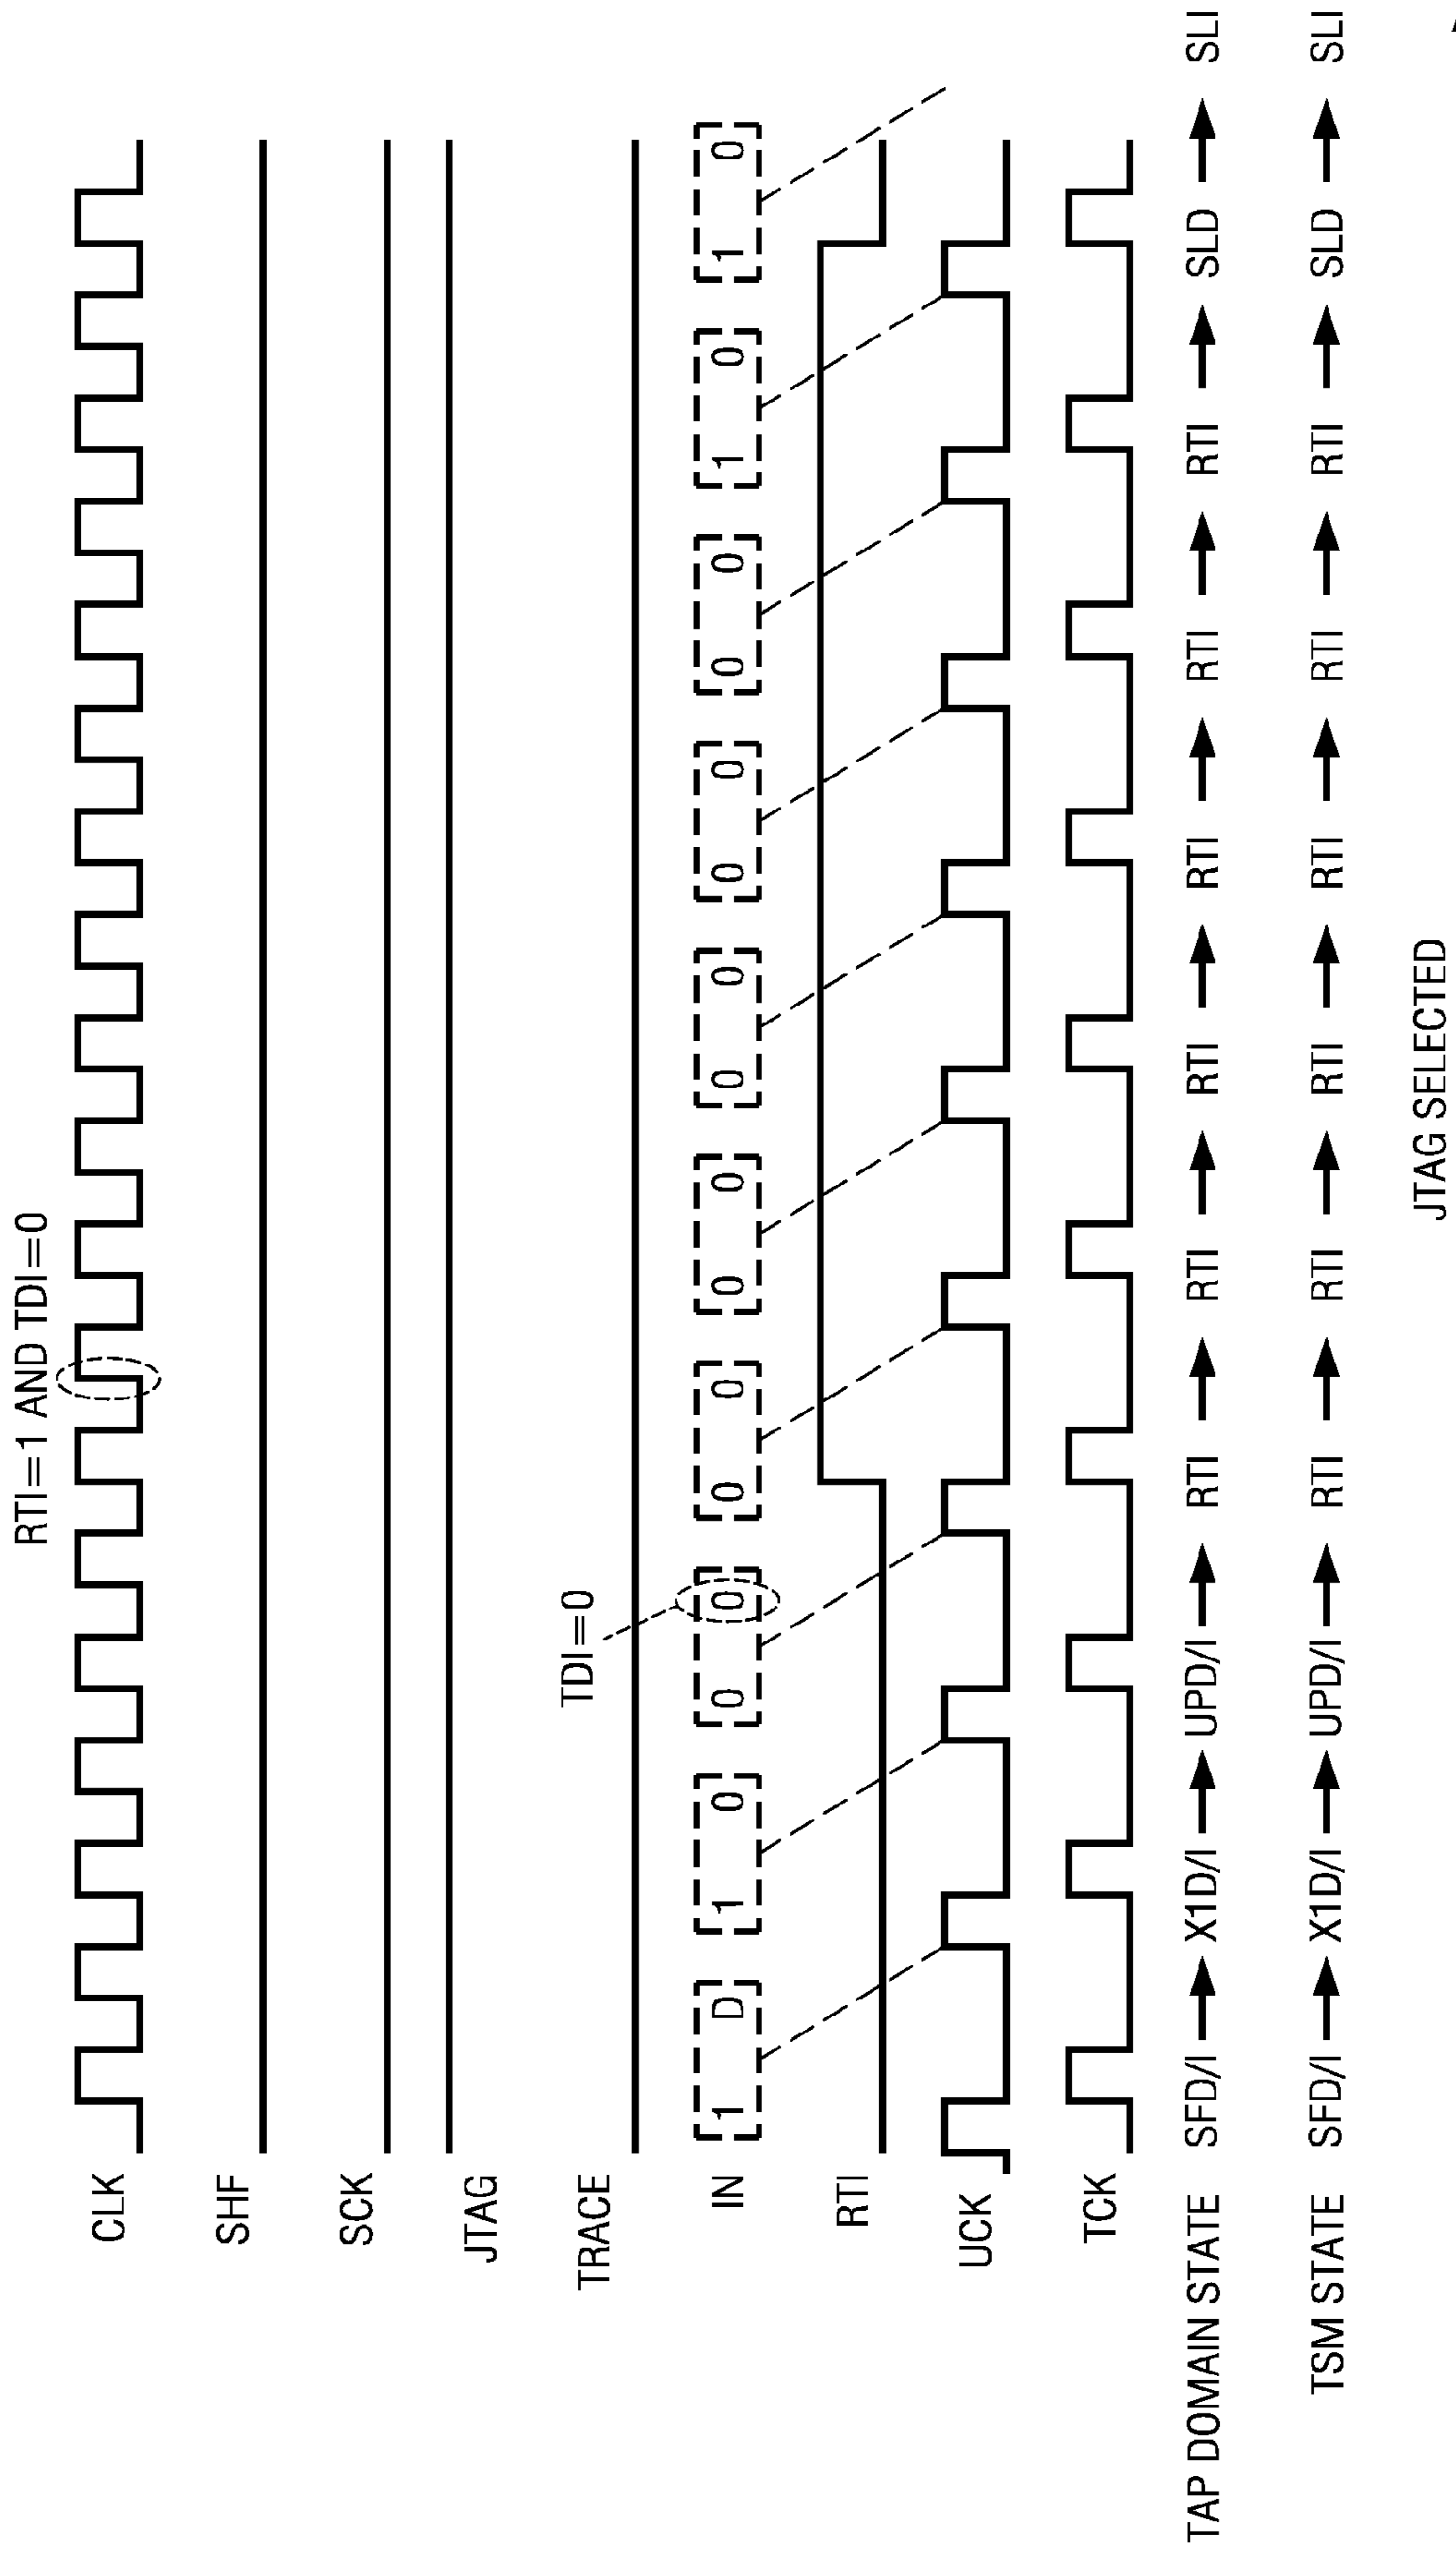 RTI=1 AND TDI=0
CLK
SHF
SCK
JTAG
TRACE
TDI=0
IN
1 D
1 0
0 0
0 0
0 0
0 0
0 0
0 0
1 0
1 0
RTI
UCK
TCK
TAP DOMAIN STATE SFD/I X1D/I UPD/I RTI RTI RTI RTI RTI RTI SLD SLI
TSM STATE SFD/I X1D/I UPD/I RTI RTI RTI RTI RTI RTI SLD SLI
JTAG SELECTED